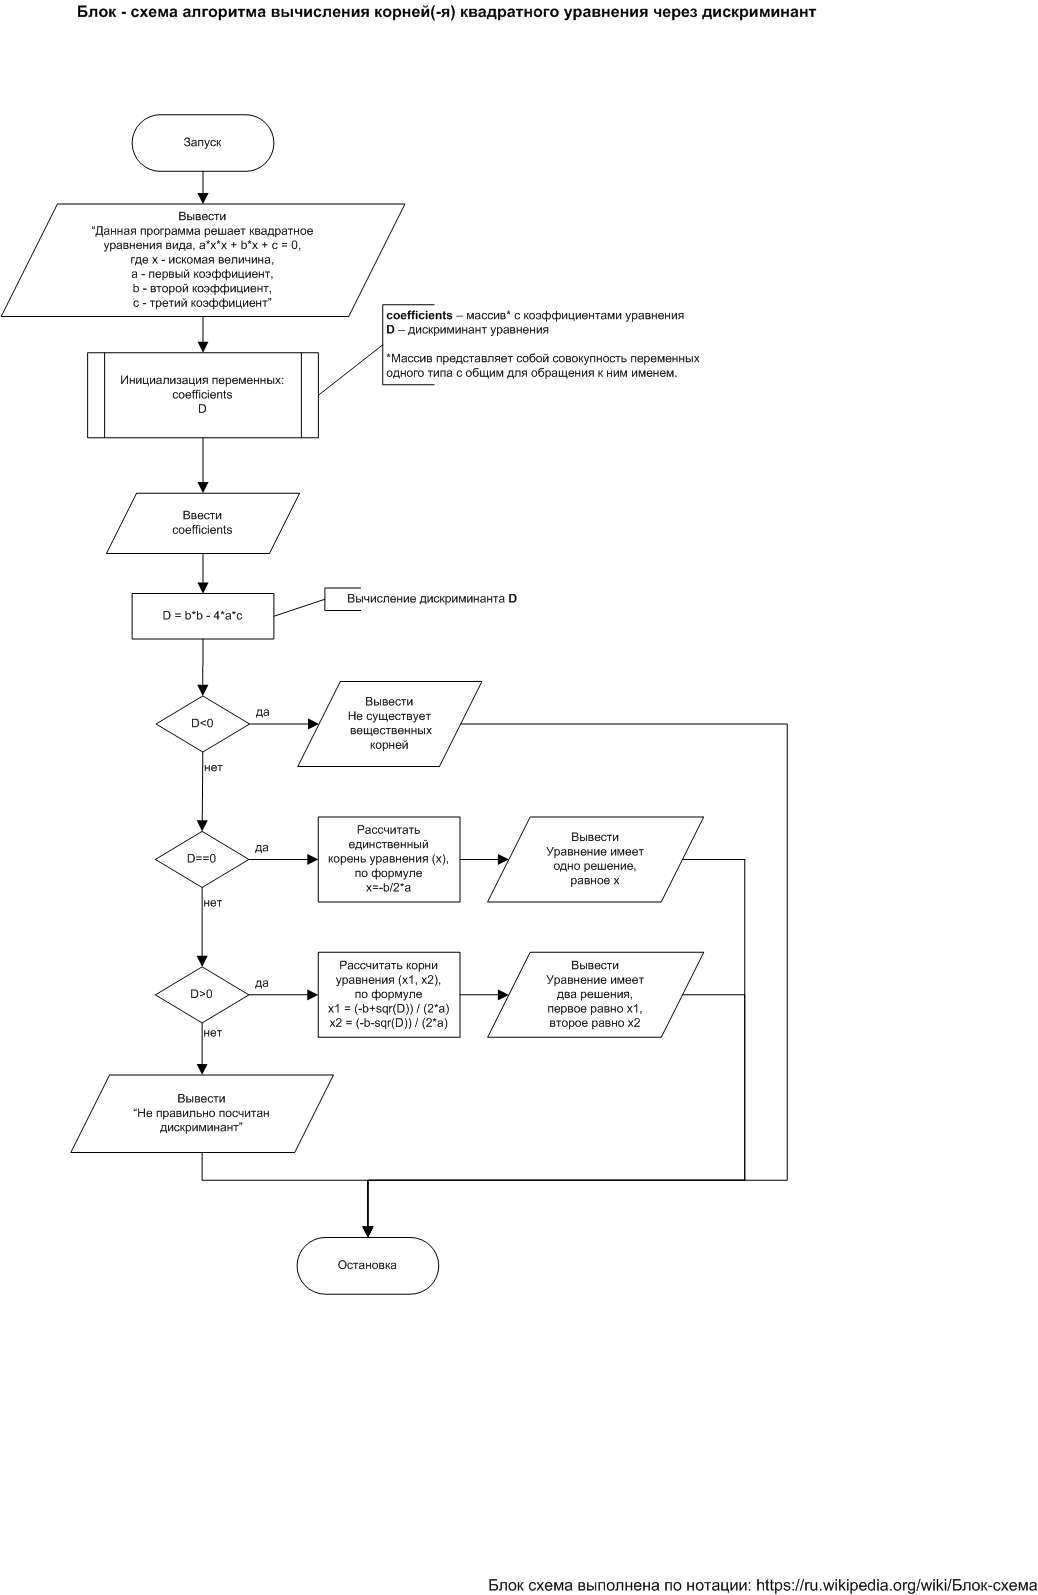 Блок - схема алгоритма вычисления корней(-я) квадратного уравнения через дискриминант
Запуск
Вывести
“Данная программа решает квадратное
уравнения вида, a*x*x + b*x + c = 0,
где x - искомая величина,
a - первый коэффициент,
b - второй коэффициент,
c - третий коэффициент”
coefficients – массив* с коэффициентами уравнения
D – дискриминант уравнения
*Массив представляет собой совокупность переменных
одного типа с общим для обращения к ним именем.
Инициализация переменных:
coefficients
D
Ввести
coefficients
D = b*b - 4*a*c
Вычисление дискриминанта D
D<0
да
Вывести
Не существует
вещественных
корней
нет
D==0
да
Рассчитать
единственный
корень уравнения (x),
по формуле
x=-b/2*a
Вывести
Уравнение имеет
одно решение,
равное x
нет
D>0
да
Рассчитать корни
уравнения (x1, x2),
по формуле
x1 = (-b+sqr(D)) / (2*a)
x2 = (-b-sqr(D)) / (2*a)
Вывести
Уравнение имеет
два решения,
первое равно x1,
второе равно x2
нет
Вывести
“Не правильно посчитан
дискриминант”
Остановка
Блок схема выполнена по нотации: https://ru.wikipedia.org/wiki/Блок-схема